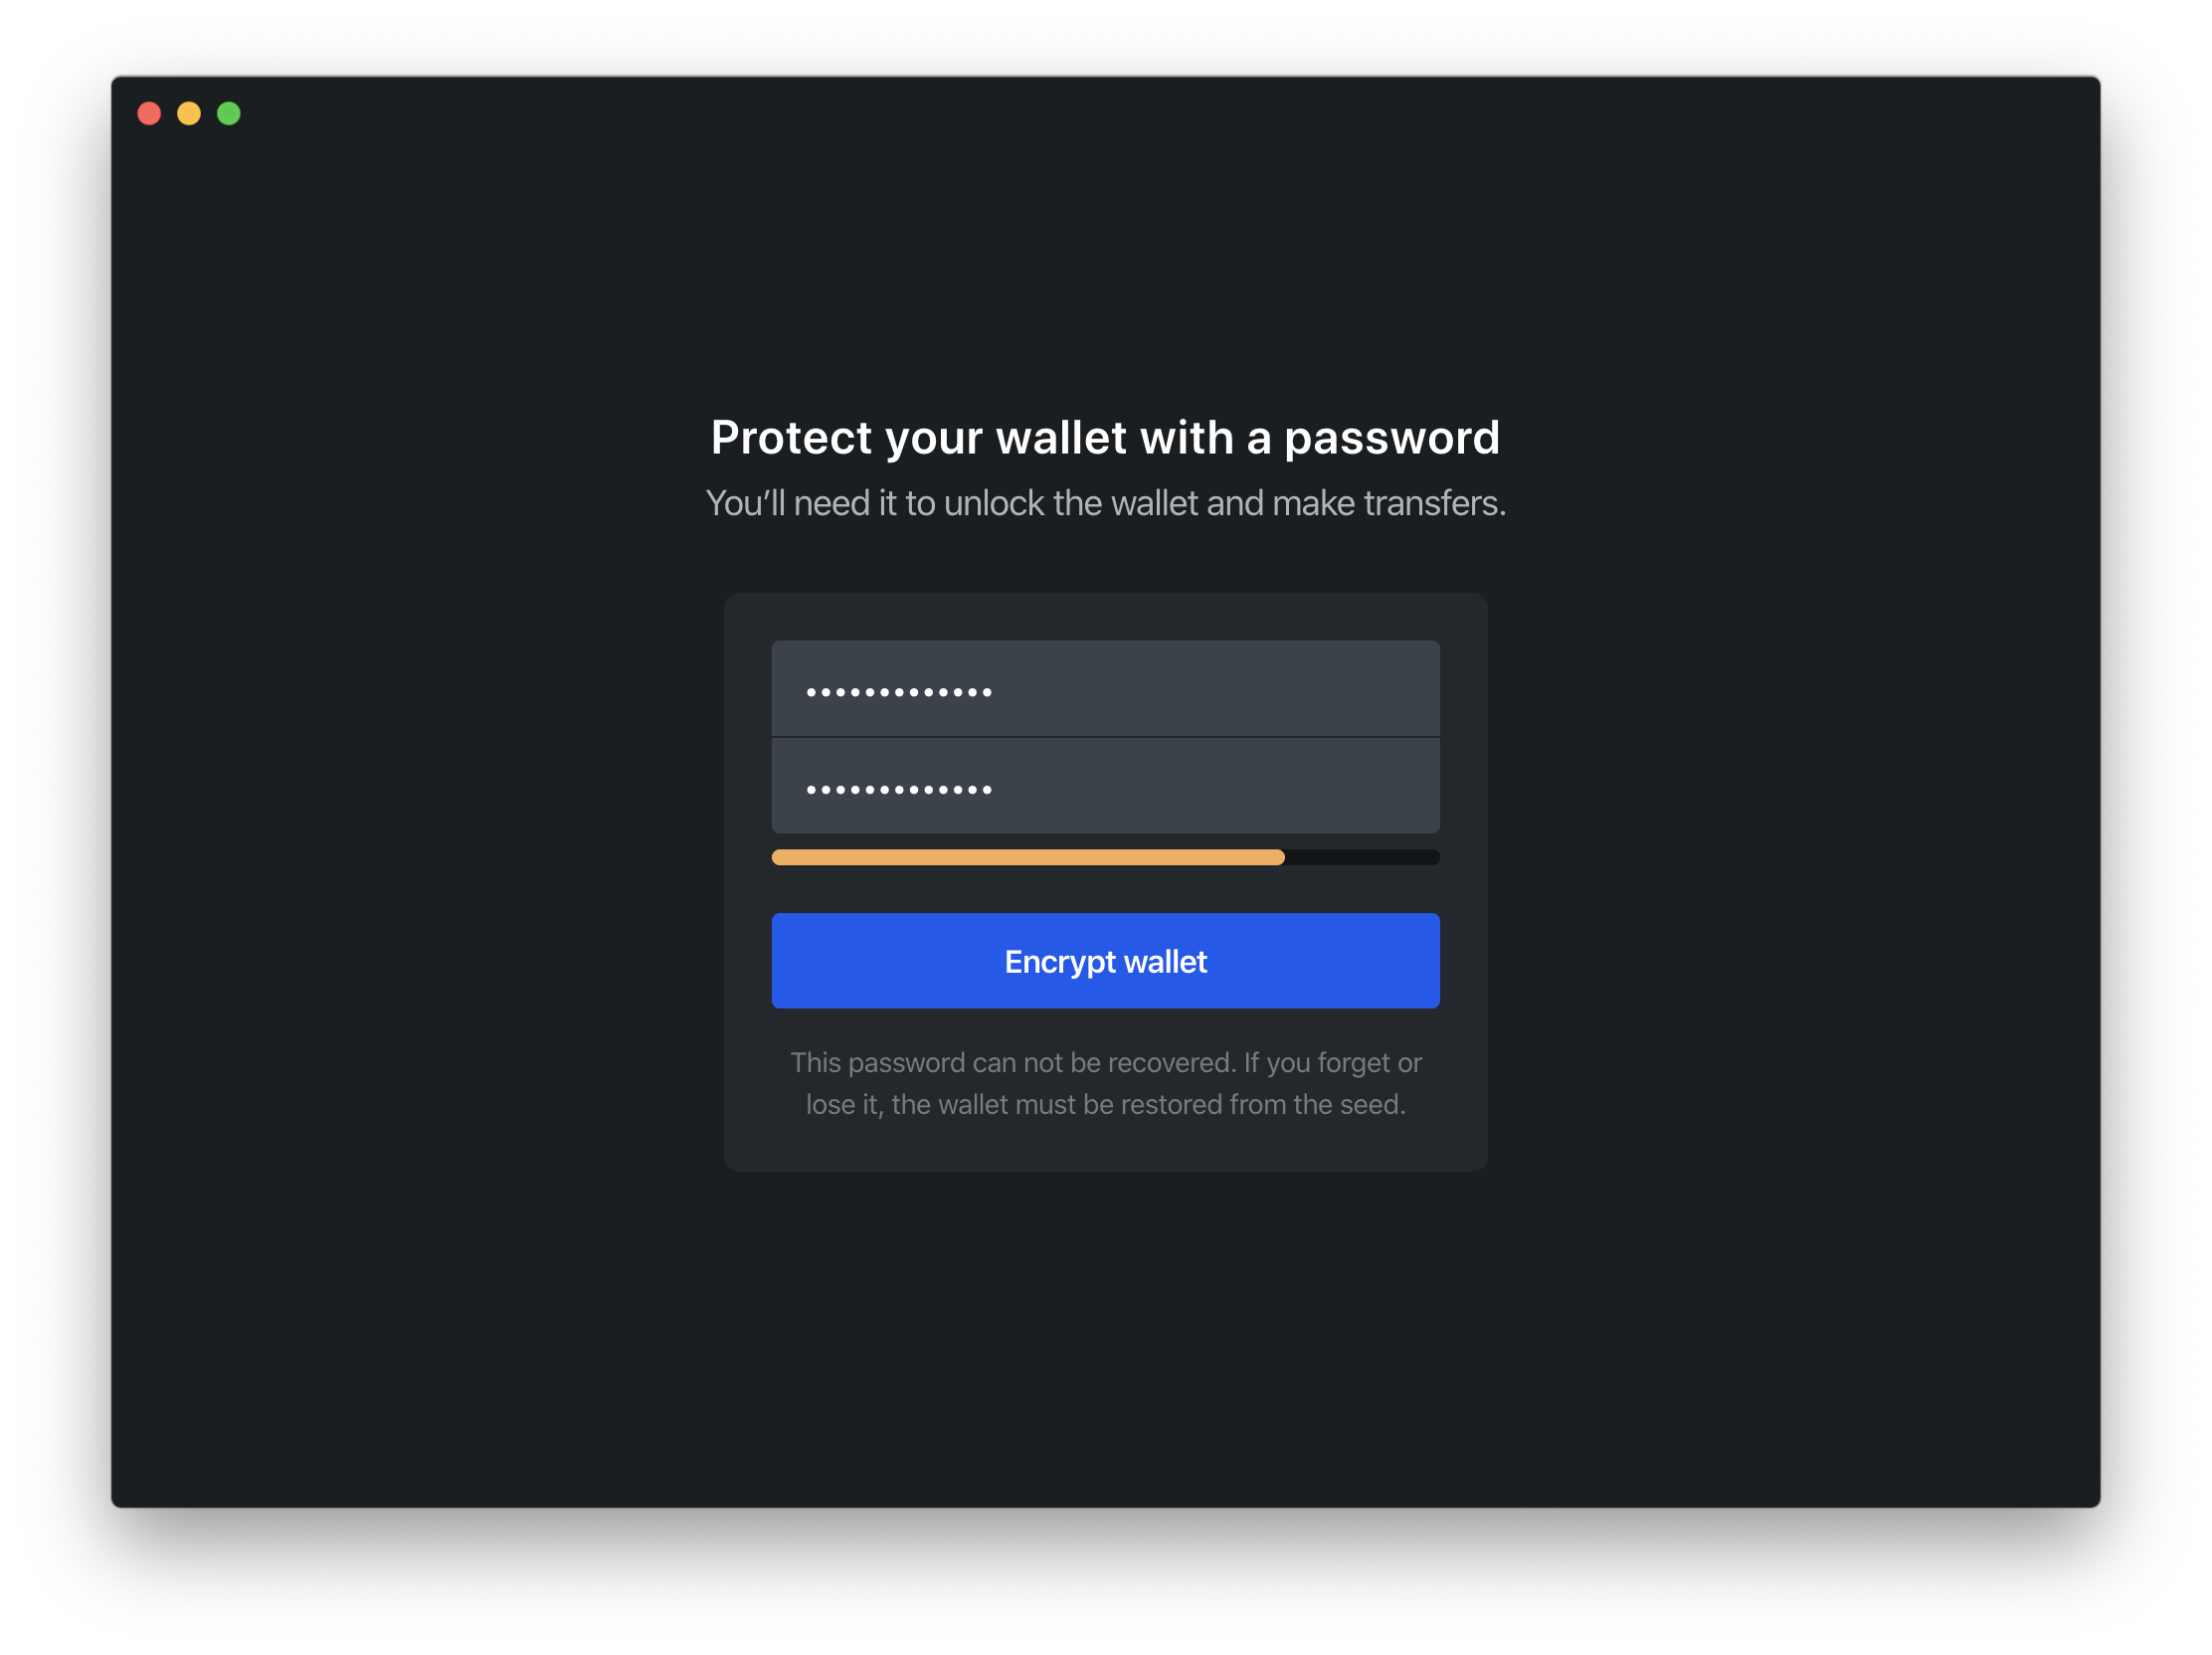 Protect your wallet with a password
You’ll need it to unlock the wallet and make transfers.
•••••••••••••
•••••••••••••
Encrypt wallet
This password can not be recovered. If you forget or
lose it, the wallet must be restored from the seed.